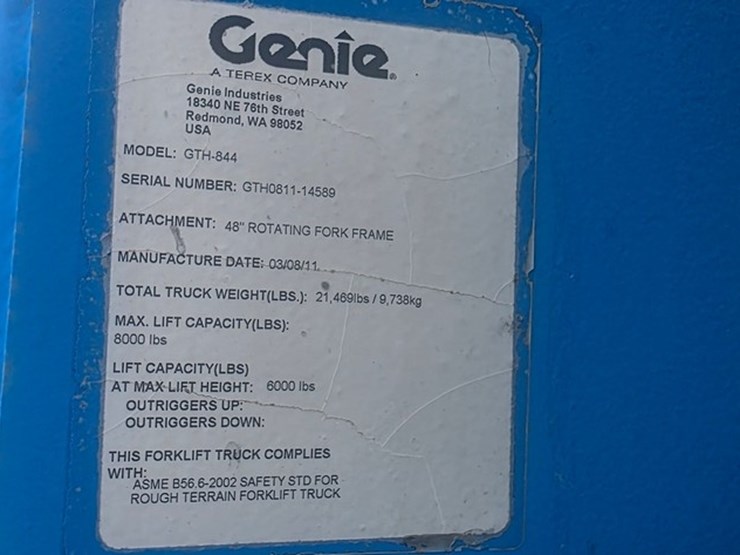 Genie
A TEREX COMPANY
Genie Industries
18340 NE 76th Street
Redmond, WA 98052
USA
MODEL: GTH-844
SERIAL NUMBER: GTH0811-14589
ATTACHMENT: 48" ROTATING FORK FRAME
MANUFACTURE DATE: 03/08/11
TOTAL TRUCK WEIGHT(LBS.): 21,469lbs / 9,738kg
MAX. LIFT CAPACITY(LBS):
8000 lbs
LIFT CAPACITY(LBS)
AT MAX LIFT HEIGHT: 6000 lbs
OUTRIGGERS UP:
OUTRIGGERS DOWN:
THIS FORKLIFT TRUCK COMPLIES
WITH:
ASME B56.6-2002 SAFETY STD FOR
ROUGH TERRAIN FORKLIFT TRUCK